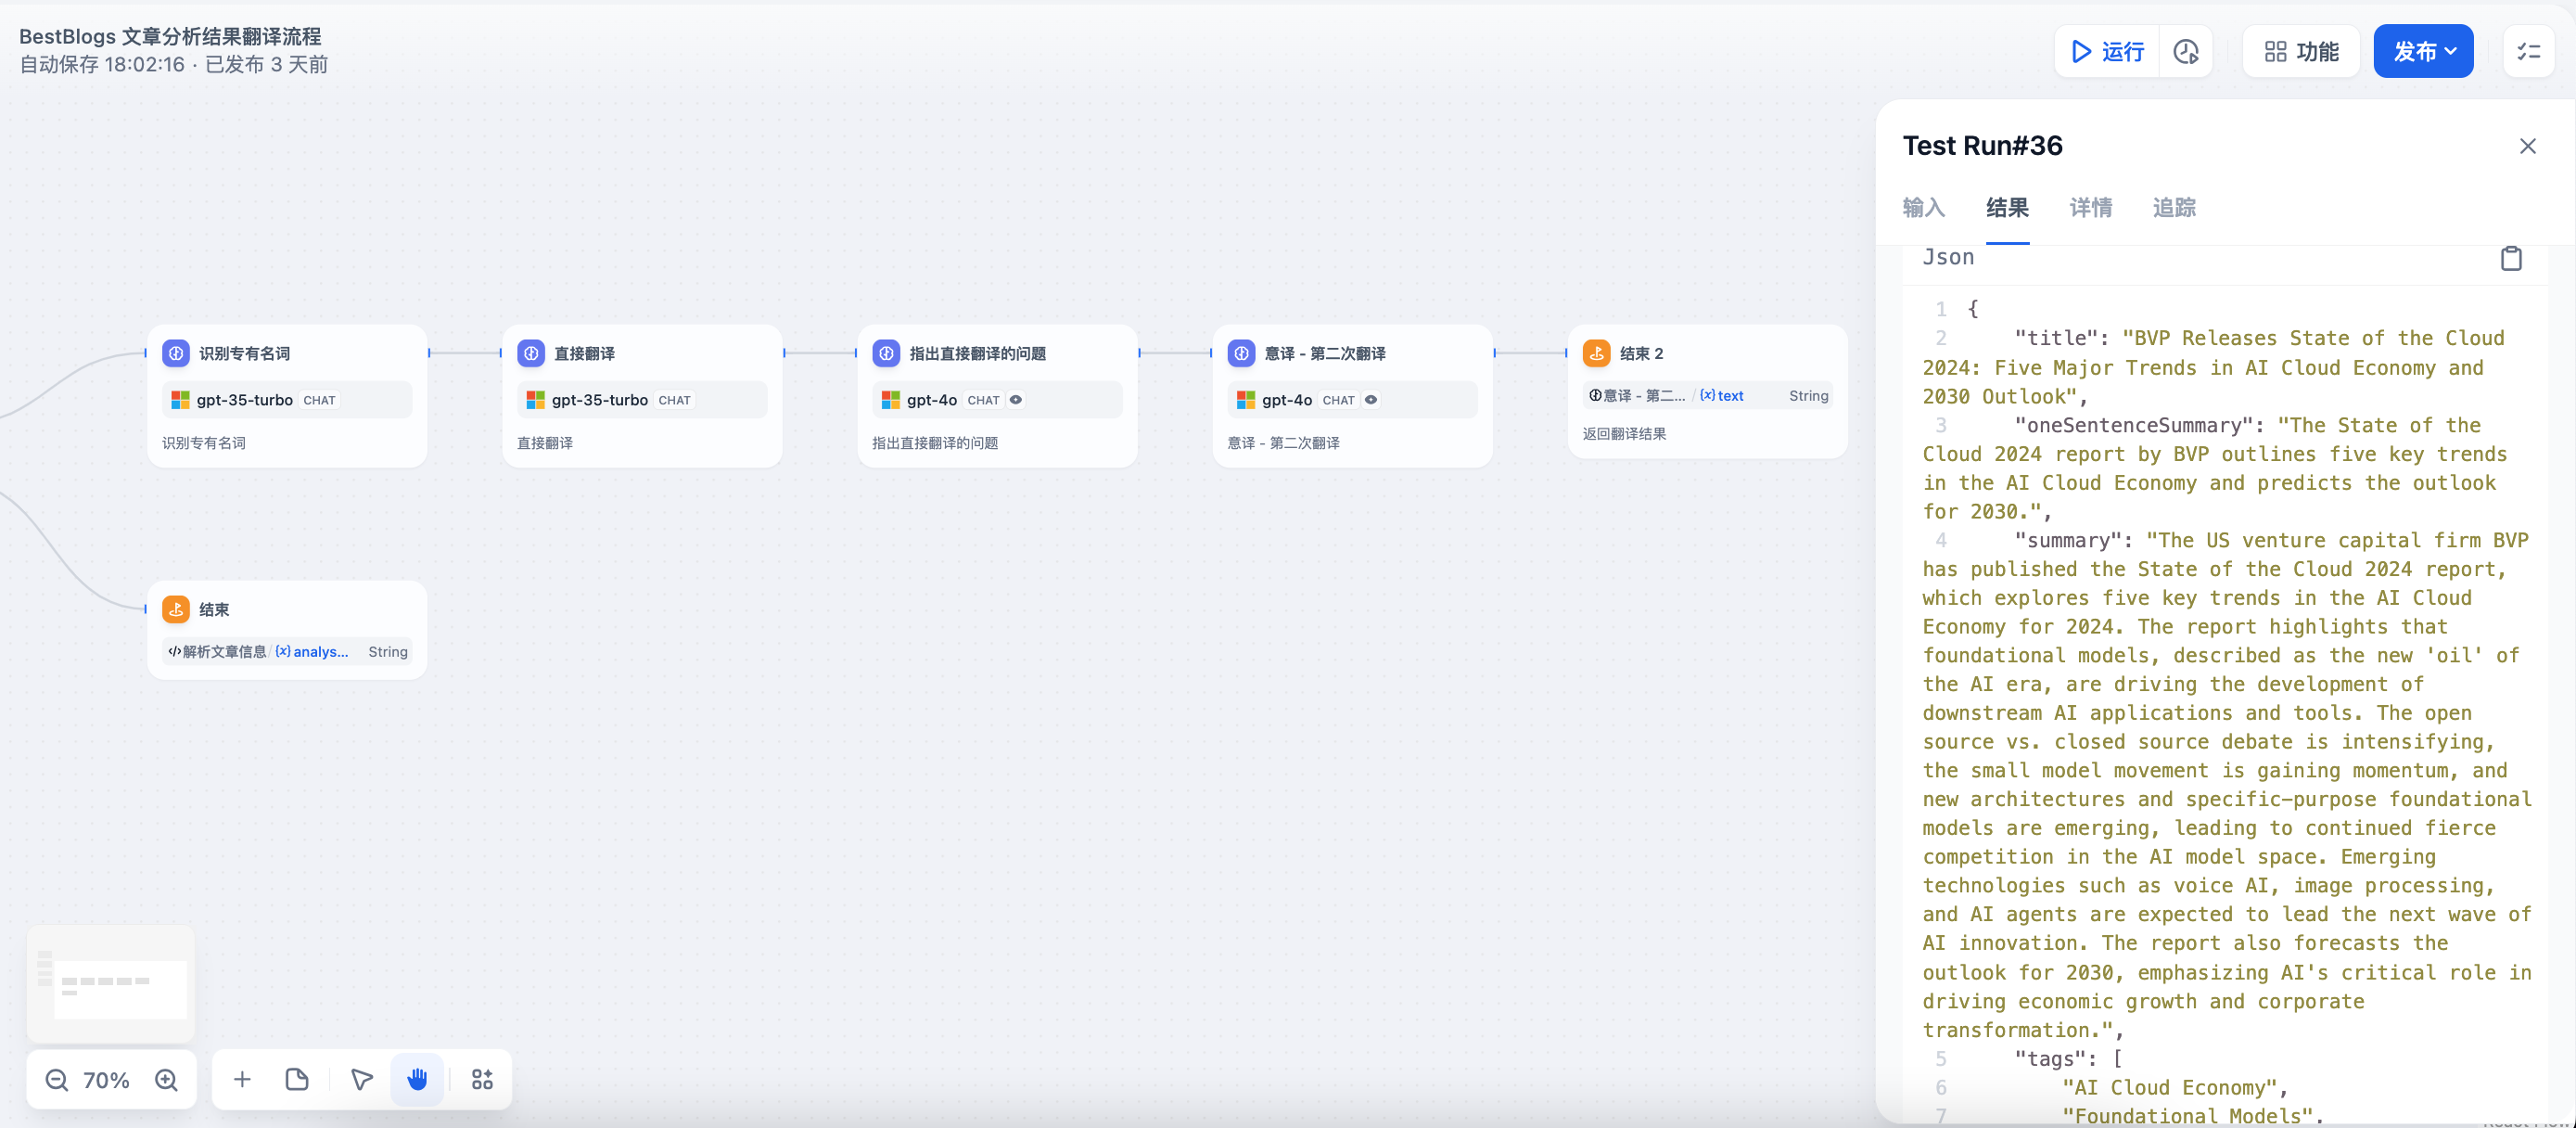 BestBlogs 文章分析结果翻译流程
自动保存 18:02:16 · 已发布 3 天前
运行
功能
发布
识别专有名词
gpt-35-turbo CHAT
识别专有名词
直接翻译
gpt-35-turbo CHAT
直接翻译
指出直接翻译的问题
gpt-4o CHAT
指出直接翻译的问题
意译 - 第二次翻译
gpt-4o CHAT
意译 - 第二次翻译
结束 2
意译 - 第二... / {x} text String
返回翻译结果
结束
解析文章信息 / {x} analys... String
70%
Test Run#36
输入 结果 详情 追踪
Json
1 {
2 "title": "BVP Releases State of the Cloud
2024: Five Major Trends in AI Cloud Economy and
2030 Outlook",
3 "oneSentenceSummary": "The State of the
Cloud 2024 report by BVP outlines five key trends
in the AI Cloud Economy and predicts the outlook
for 2030.",
4 "summary": "The US venture capital firm BVP
has published the State of the Cloud 2024 report,
which explores five key trends in the AI Cloud
Economy for 2024. The report highlights that
foundational models, described as the new 'oil' of
the AI era, are driving the development of
downstream AI applications and tools. The open
source vs. closed source debate is intensifying,
the small model movement is gaining momentum, and
new architectures and specific-purpose foundational
models are emerging, leading to continued fierce
competition in the AI model space. Emerging
technologies such as voice AI, image processing,
and AI agents are expected to lead the next wave of
AI innovation. The report also forecasts the
outlook for 2030, emphasizing AI's critical role in
driving economic growth and corporate
transformation.",
5 "tags": [
6 "AI Cloud Economy",
7 "Foundational Models",